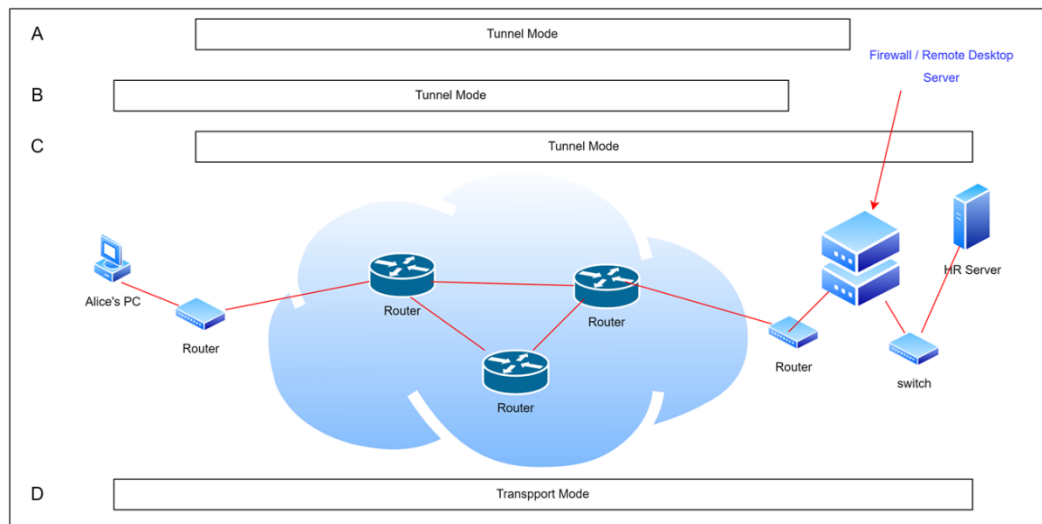 A
Tunnel Mode
Firewall / Remote Desktop
Server
B
Tunnel Mode
C
Tunnel Mode
Alice's PC
Router
Router
Router
Router
Router
HR Server
switch
D
Transpport Mode